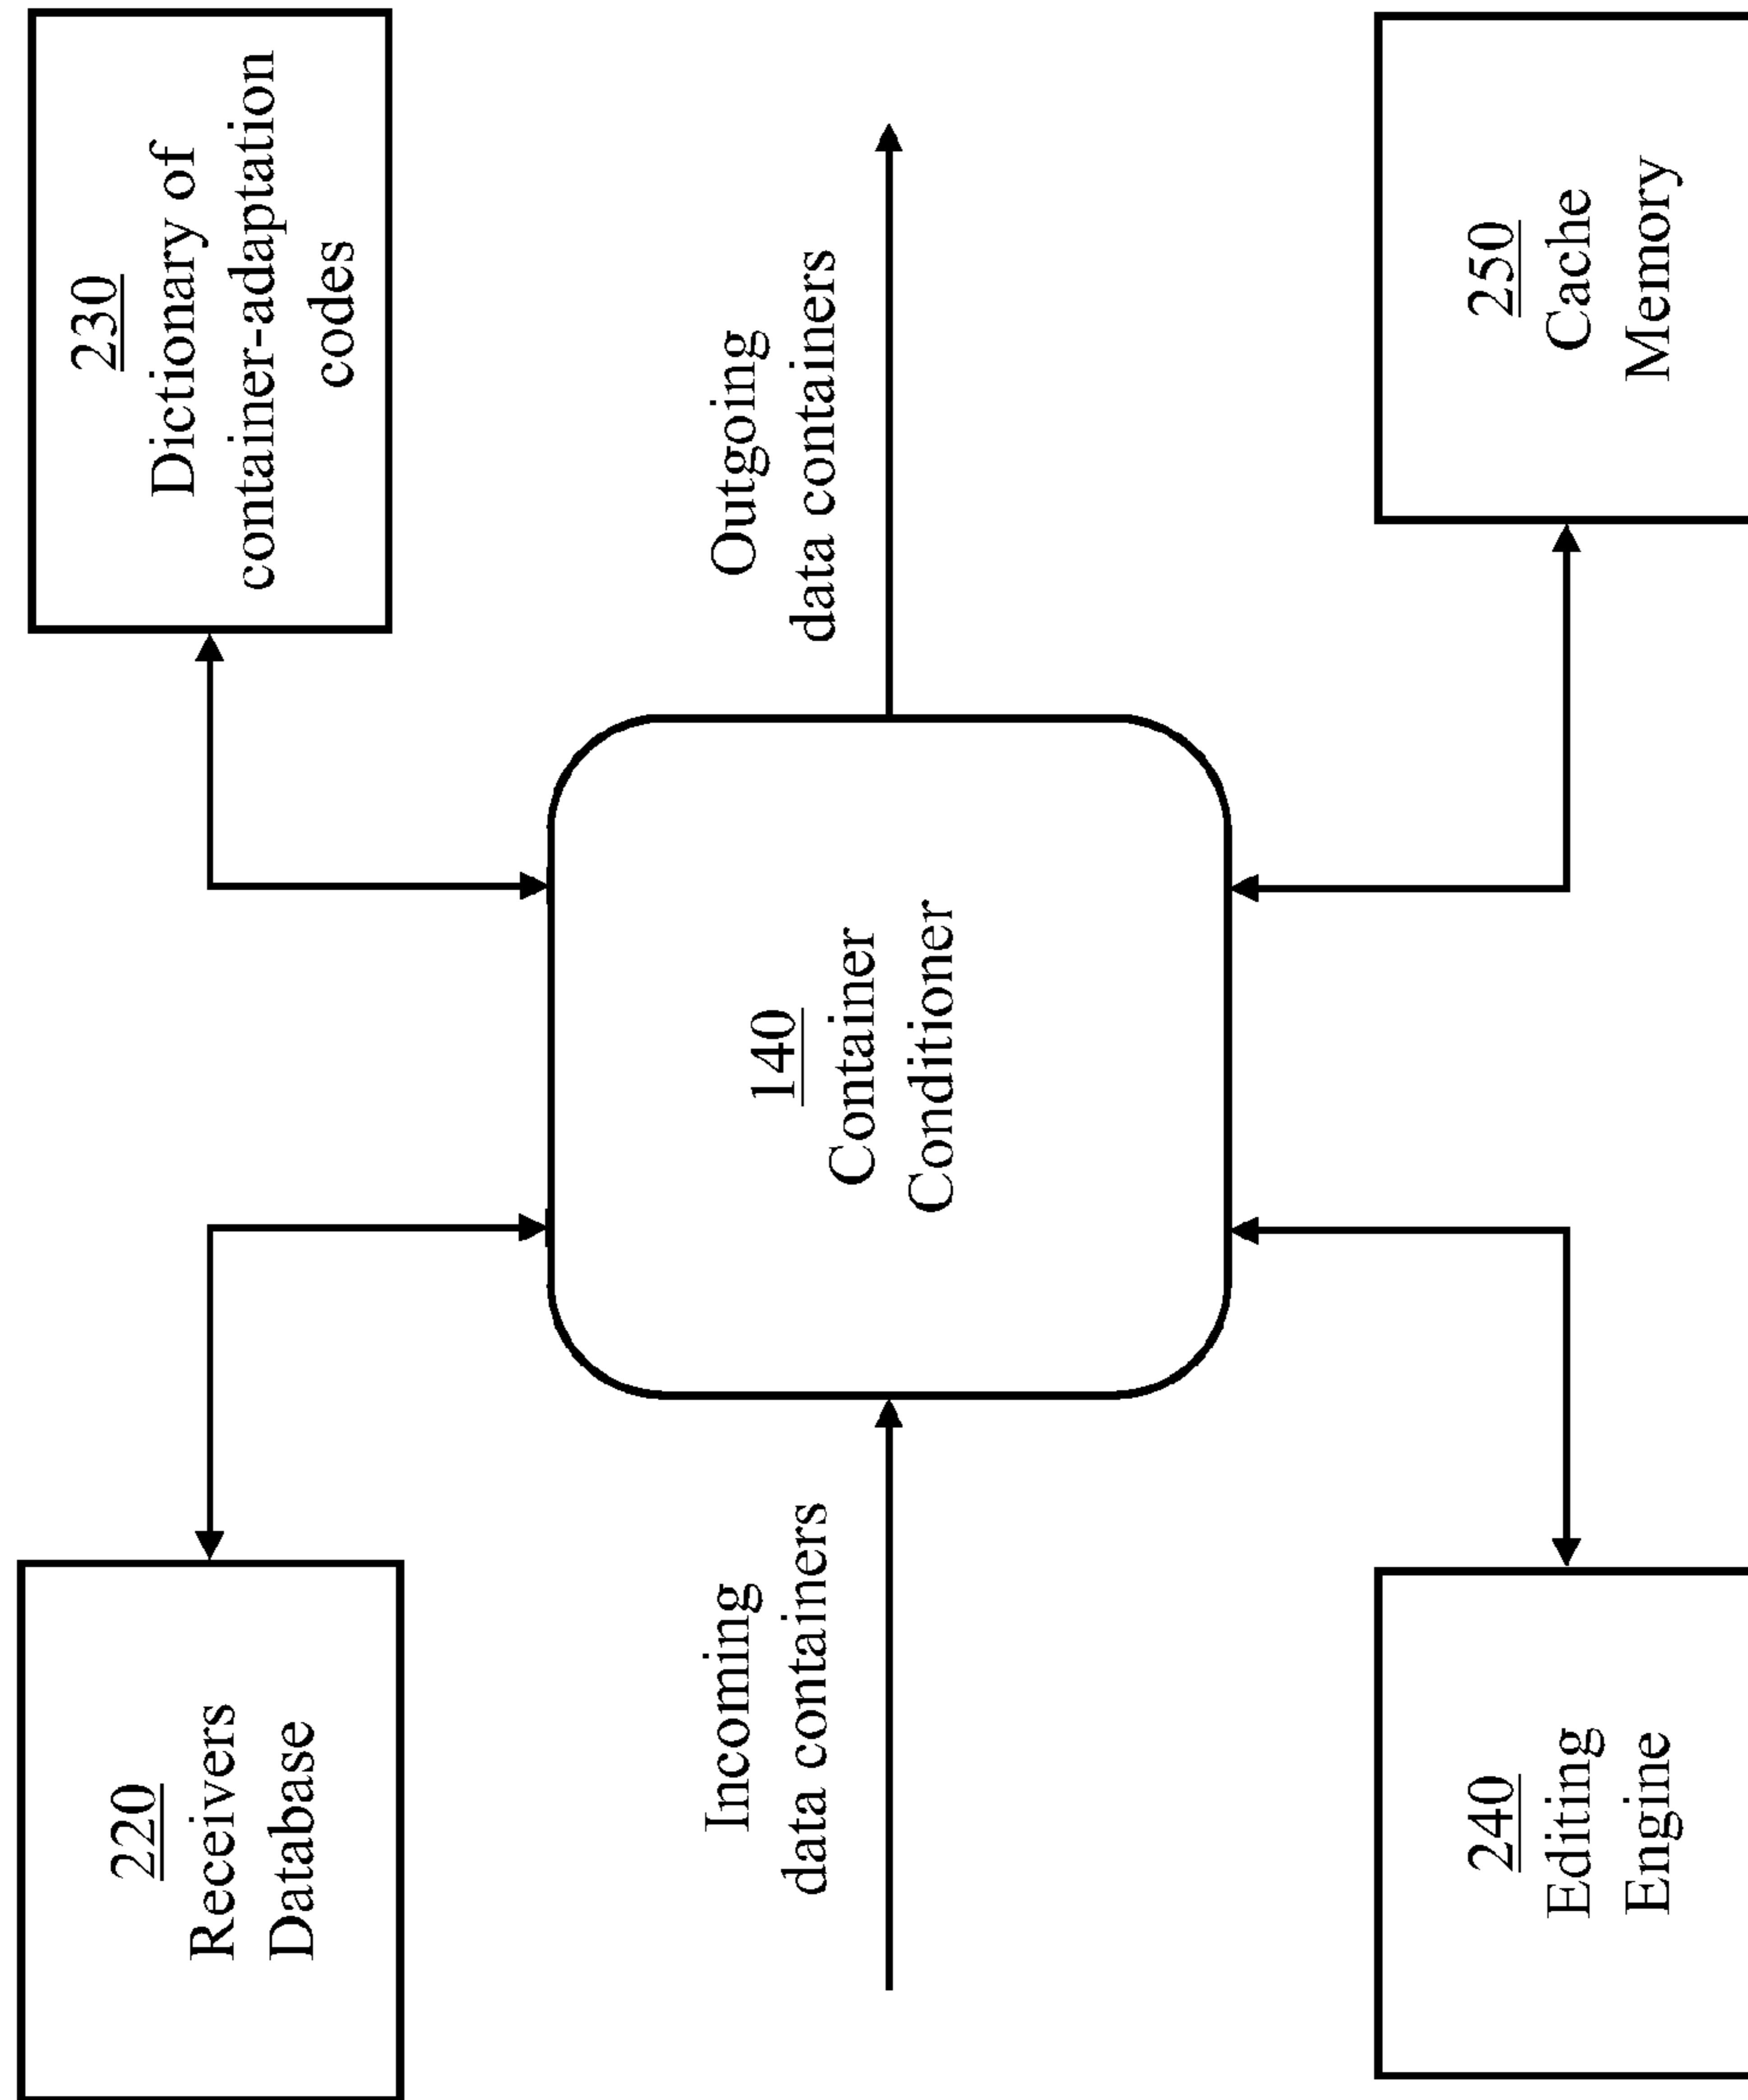 220
Receivers
Database
230
Dictionary of
container-adaptation
codes
Incoming
data containers
140
Container
Conditioner
Outgoing
data containers
240
Editing
Engine
250
Cache
Memory